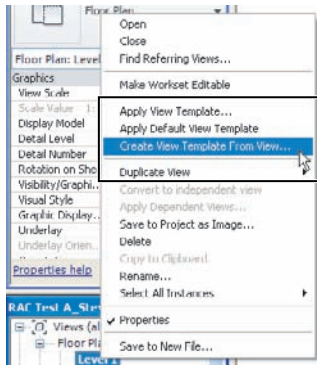 Floor Plan
Floor Plan: Level
Graphics
View Scale
Scale Value 1:
Display Model
Detail Level
Detail Number
Rotation on She
Visibility/Graphi...
Visual Style
Graphic Display...
Underlay
Underlay Orien...
Properties help
RAC Test A_Ste
Views (al
Floor Pla
Level 1
Open
Close
Find Referring Views...
Make Workset Editable
Apply View Template...
Apply Default View Template
Create View Template From View...
Duplicate View
Convert to independent view
Apply Dependent Views...
Save to Project as Image...
Delete
Copy to Clipboard
Rename...
Select All Instances
Properties
Save to New File...